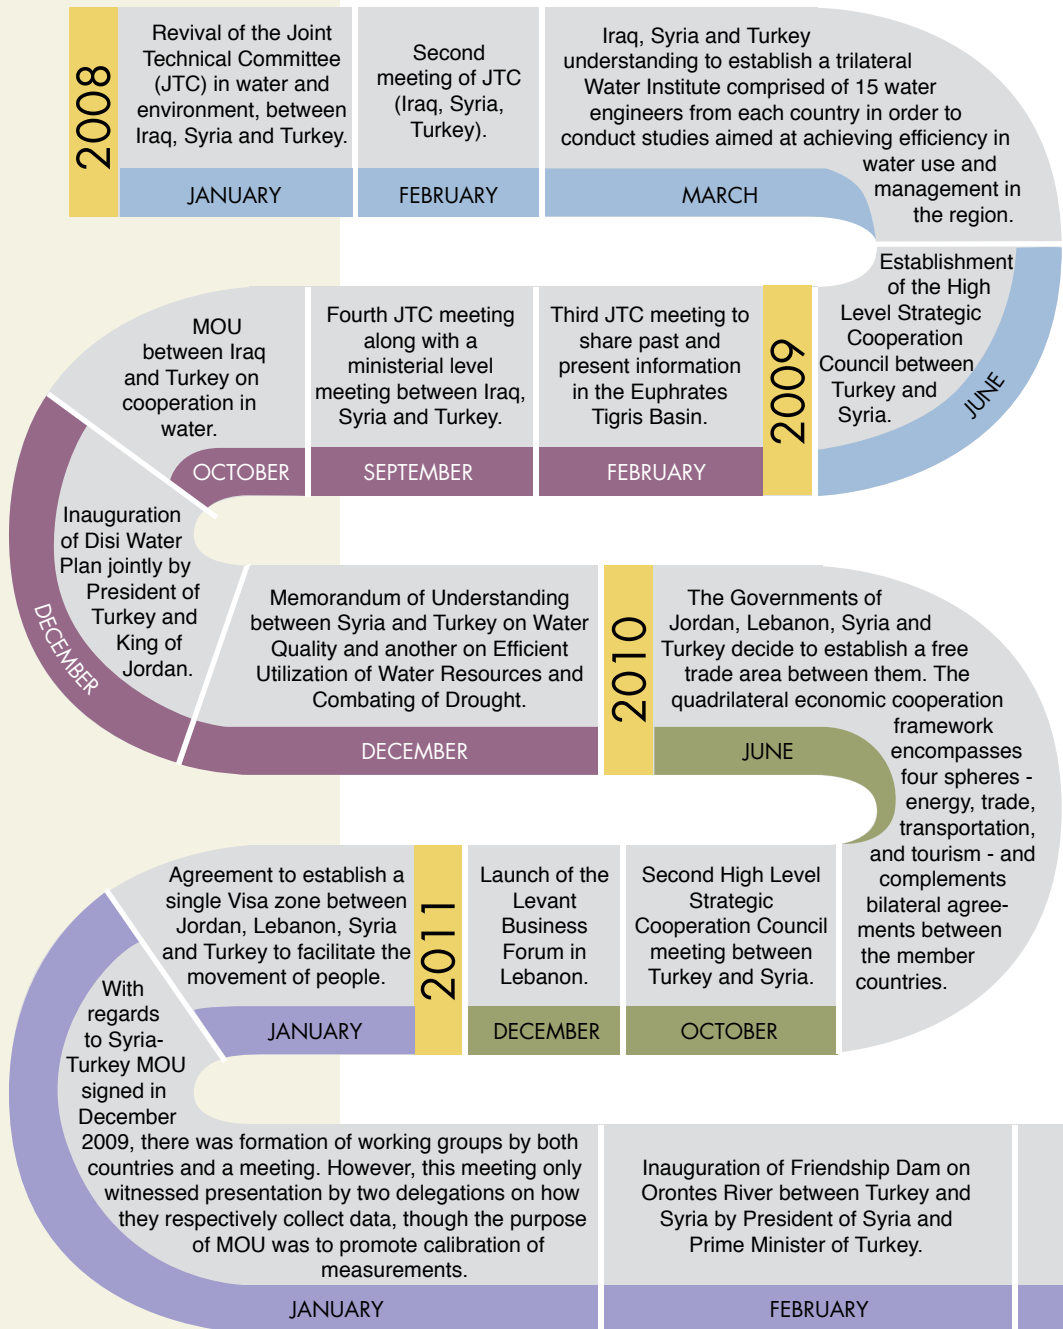 2008
Revival of the Joint
Technical Committee
(JTC) in water and
environment, between
Iraq, Syria and Turkey.
JANUARY
Second
meeting of JTC
(Iraq, Syria,
Turkey).
FEBRUARY
Iraq, Syria and Turkey
understanding to establish a trilateral
Water Institute comprised of 15 water
engineers from each country in order to
conduct studies aimed at achieving efficiency in
water use and
management in
the region.
MARCH
Establishment
of the High
Level Strategic
Cooperation
Council between
Turkey and
Syria.
JUNE
2009
Third JTC meeting to
share past and
present information
in the Euphrates
Tigris Basin.
FEBRUARY
Fourth JTC meeting
along with a
ministerial level
meeting between Iraq,
Syria and Turkey.
SEPTEMBER
MOU
between Iraq
and Turkey on
cooperation in
water.
OCTOBER
Inauguration
of Disi Water
Plan jointly by
President of
Turkey and
King of
Jordan.
DECEMBER
Memorandum of Understanding
between Syria and Turkey on Water
Quality and another on Efficient
Utilization of Water Resources and
Combating of Drought.
DECEMBER
2010
The Governments of
Jordan, Lebanon, Syria and
Turkey decide to establish a free
trade area between them. The
quadrilateral economic cooperation
framework
encompasses
four spheres -
energy, trade,
transportation,
and tourism - and
complements
bilateral agree-
ments between
the member
countries.
JUNE
Second High Level
Strategic
Cooperation Council
meeting between
Turkey and Syria.
OCTOBER
Launch of the
Levant
Business
Forum in
Lebanon.
DECEMBER
2011
Agreement to establish a
single Visa zone between
Jordan, Lebanon, Syria
and Turkey to facilitate the
movement of people.
JANUARY
With
regards
to Syria-
Turkey MOU
signed in
December
2009, there was formation of working groups by both
countries and a meeting. However, this meeting only
witnessed presentation by two delegations on how
they respectively collect data, though the purpose
of MOU was to promote calibration of
measurements.
JANUARY
Inauguration of Friendship Dam on
Orontes River between Turkey and
Syria by President of Syria and
Prime Minister of Turkey.
FEBRUARY